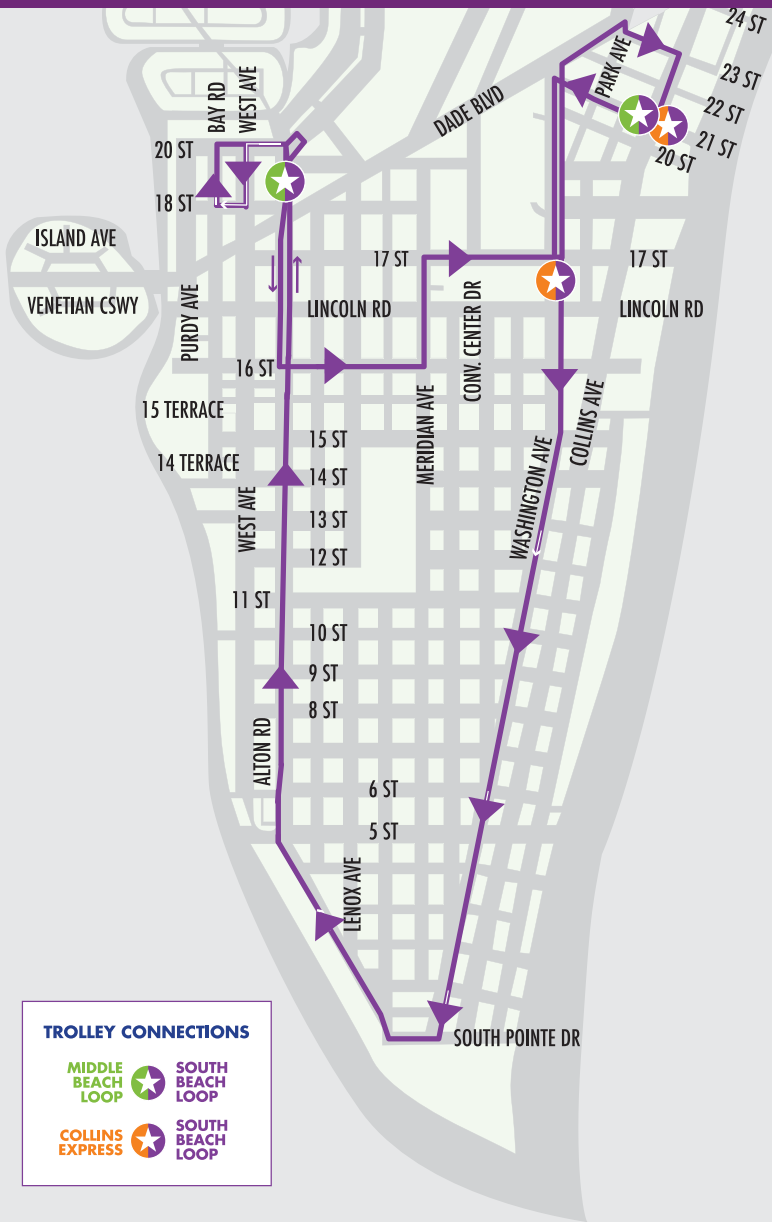 24 ST
PARK AVE
23 ST
BAY RD
WEST AVE
22 ST
DADE BLVD
21 ST
20 ST
20 ST
18 ST
ISLAND AVE
17 ST
17 ST
VENETIAN CSWY
PURDY AVE
LINCOLN RD
CONV. CENTER DR
LINCOLN RD
16 ST
15 TERRACE
MERIDIAN AVE
COLLINS AVE
15 ST
14 TERRACE
14 ST
WEST AVE
WASHINGTON AVE
13 ST
12 ST
11 ST
10 ST
9 ST
8 ST
ALTON RD
6 ST
5 ST
LENOX AVE
SOUTH POINTE DR
TROLLEY CONNECTIONS
MIDDLE
BEACH
LOOP
SOUTH
BEACH
LOOP
COLLINS
EXPRESS
SOUTH
BEACH
LOOP